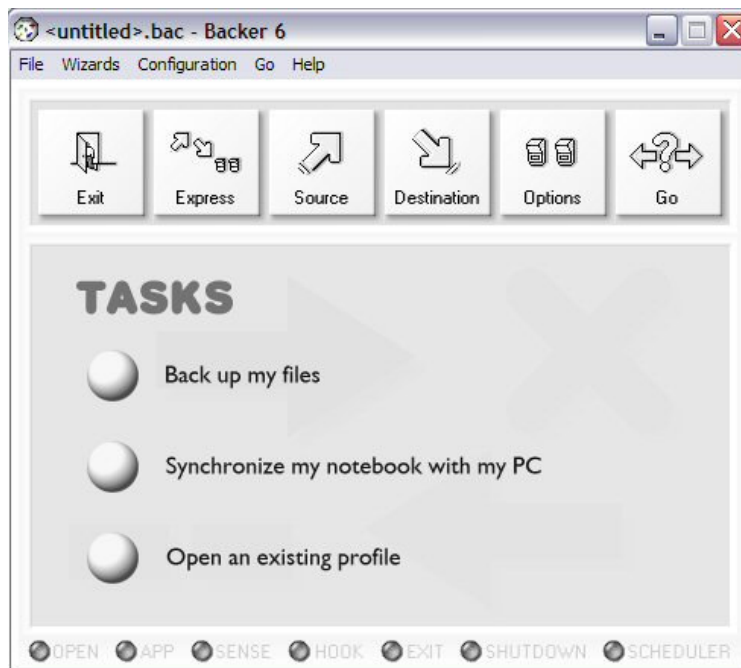 <untitled>.bac - Backer 6
File Wizards Configuration Go Help
Exit Express Source Destination Options Go
TASKS
Back up my files
Synchronize my notebook with my PC
Open an existing profile
OPEN APP SENSE HOOK EXIT SHUTDOWN SCHEDULER